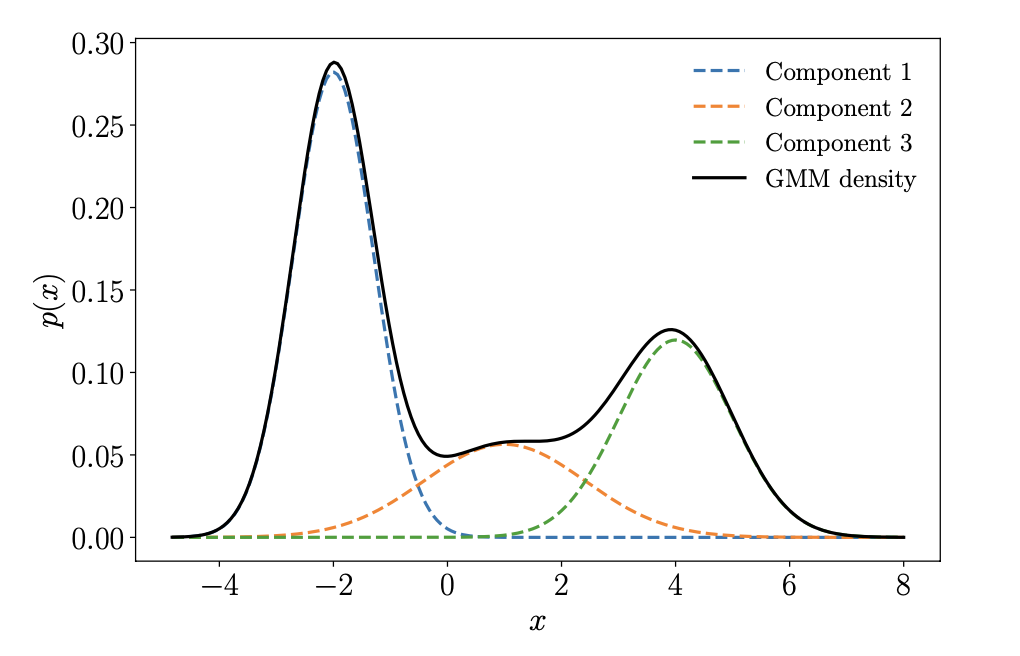 0.30
0.25
0.20
0.15
0.10
0.05
0.00
p(x)
−4 −2 0 2 4 6 8
x
Component 1
Component 2
Component 3
GMM density